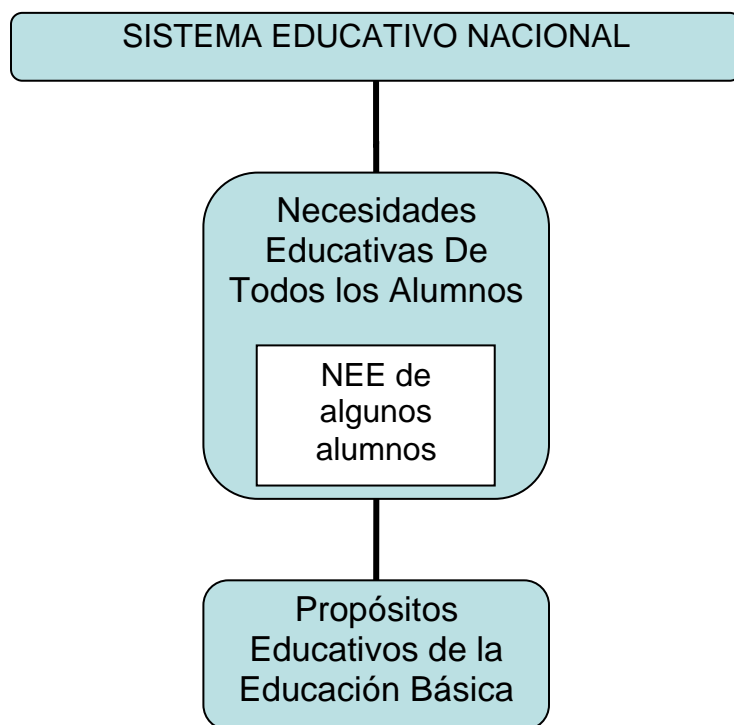 SISTEMA EDUCATIVO NACIONAL
Necesidades
Educativas De
Todos los Alumnos
NEE de
algunos
alumnos
Propósitos
Educativos de la
Educación Básica